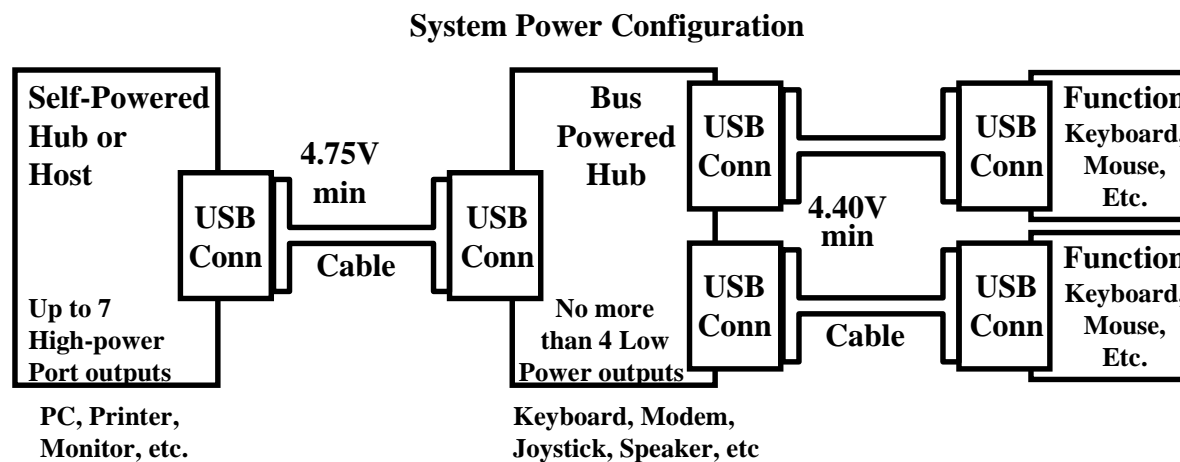 System Power Configuration
Self-Powered
Hub or
Host
Up to 7
High-power
Port outputs
PC, Printer,
Monitor, etc.
USB
Conn
4.75V
min
Cable
USB
Conn
Bus
Powered
Hub
No more
than 4 Low
Power outputs
Keyboard, Modem,
Joystick, Speaker, etc
USB
Conn
USB
Conn
4.40V
min
Cable
USB
Conn
Function
Keyboard,
Mouse,
Etc.
USB
Conn
Function
Keyboard,
Mouse,
Etc.